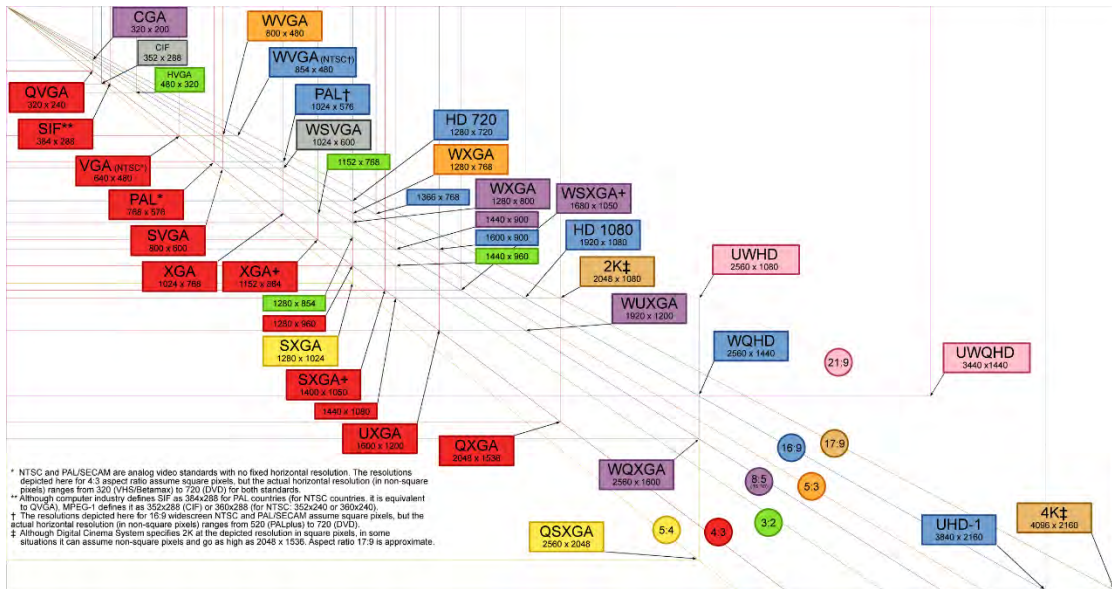 CGA
320 x 200
CIF
352 x 288
HVGA
480 x 320
QVGA
320 x 240
SIF**
384 x 288
VGA (NTSC*)
640 x 480
PAL*
768 x 576
SVGA
800 x 600
XGA
1024 x 768
XGA+
1152 x 864
1280 x 854
1280 x 960
SXGA
1280 x 1024
SXGA+
1400 x 1050
1440 x 1080
UXGA
1600 x 1200
QXGA
2048 x 1536
WVGA
800 x 480
WVGA (NTSC†)
854 x 480
PAL†
1024 x 576
WSVGA
1024 x 600
1152 x 768
HD 720
1280 x 720
WXGA
1280 x 768
1366 x 768
WXGA
1280 x 800
1440 x 900
1600 x 900
1440 x 960
WSXGA+
1680 x 1050
HD 1080
1920 x 1080
2K‡
2048 x 1080
WUXGA
1920 x 1200
UWHD
2560 x 1080
WQHD
2560 x 1440
UWQHD
3440 x1440
WQXGA
2560 x 1600
QSXGA
2560 x 2048
UHD-1
3840 x 2160
4K‡
4096 x 2160
21:9
16:9
17:9
8:5
5:3
3:2
4:3
5:4
* NTSC and PAL/SECAM are analog video standards with no fixed horizontal resolution. The resolutions
depicted here for 4:3 aspect ratio assume square pixels, but the actual horizontal resolution (in non-square
pixels) ranges from 320 (VHS/Betamax) to 720 (DVD) for both standards.
** Although computer industry defines SIF as 384x288 for PAL countries (for NTSC countries, it is equivalent
to QVGA), MPEG-1 defines it as 352x288 (CIF) or 360x288 (for NTSC: 352x240 or 360x240).
† The resolutions depicted here for 16:9 widescreen NTSC and PAL/SECAM assume square pixels, but the
actual horizontal resolution (in non-square pixels) ranges from 520 (PALplus) to 720 (DVD).
‡ Although Digital Cinema System specifies 2K at the depicted resolution in square pixels, in some
situations it can assume non-square pixels and go as high as 2048 x 1536. Aspect ratio 17:9 is approximate.